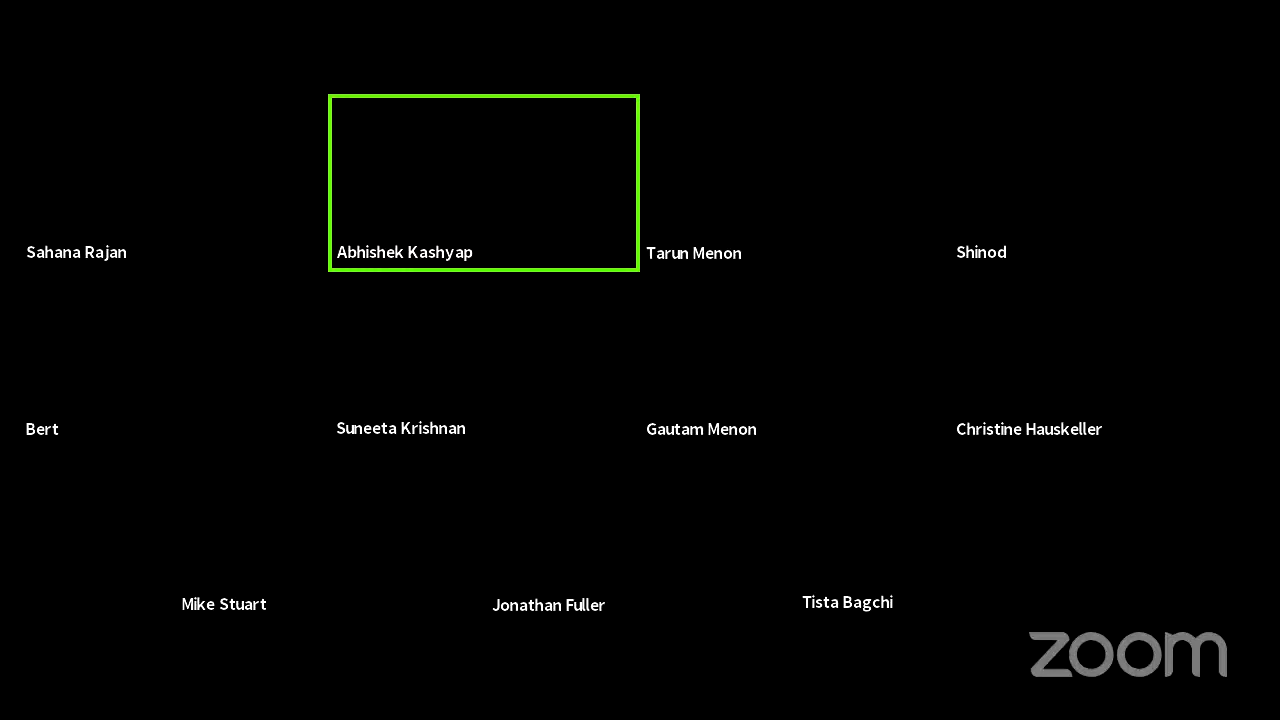 Sahana Rajan
Abhishek Kashyap
Tarun Menon
Shinod
Bert
Suneeta Krishnan
Gautam Menon
Christine Hauskeller
Mike Stuart
Jonathan Fuller
Tista Bagchi
zoom